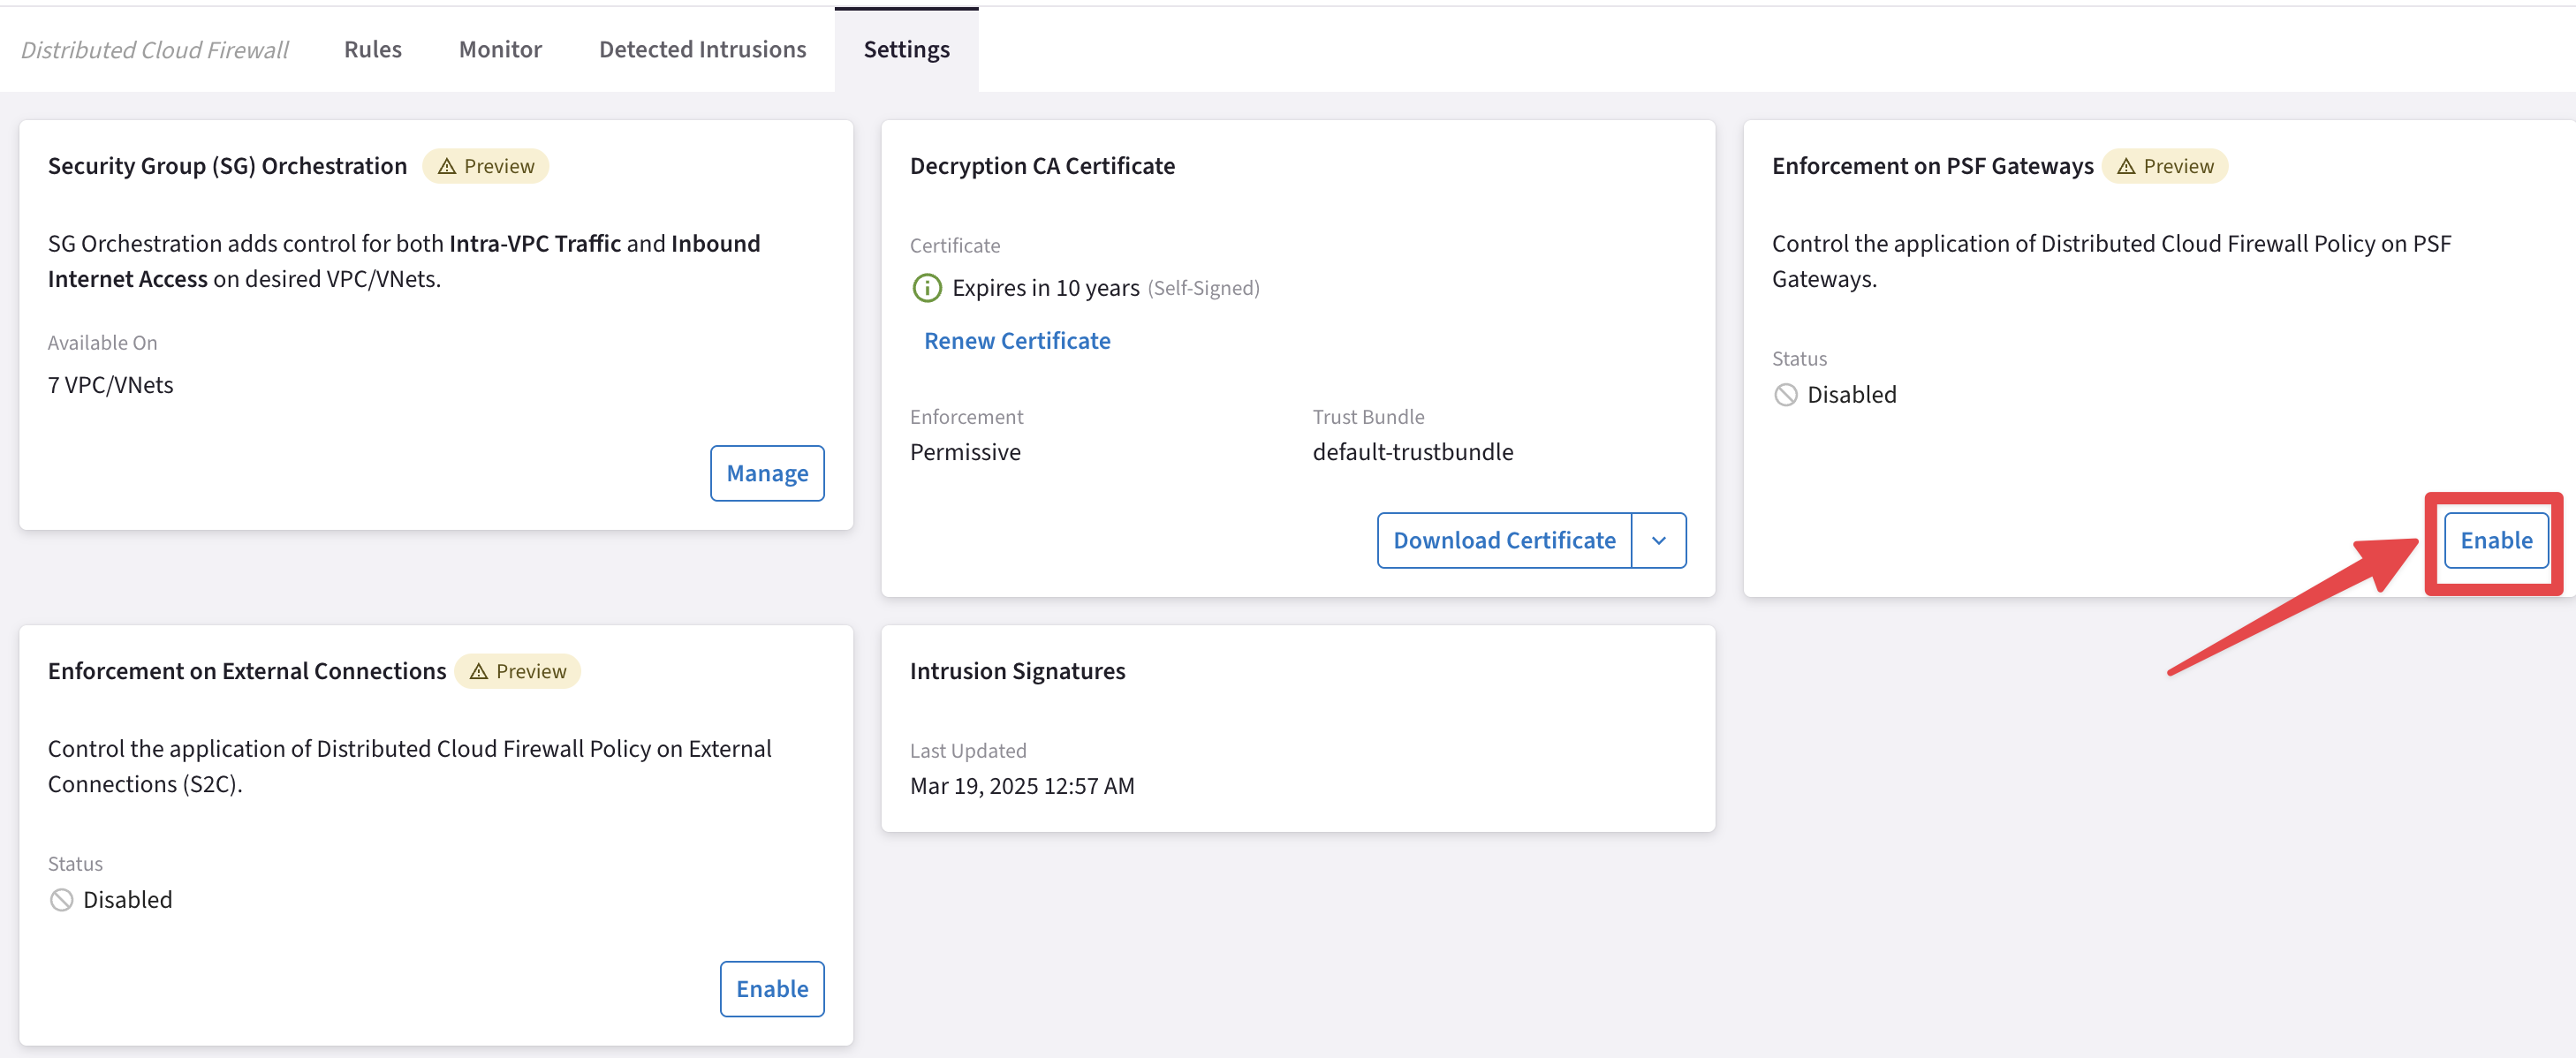 Distributed Cloud Firewall Rules Monitor Detected Intrusions Settings
Security Group (SG) Orchestration Preview
SG Orchestration adds control for both Intra-VPC Traffic and Inbound
Internet Access on desired VPC/VNets.
Available On
7 VPC/VNets
Manage
Decryption CA Certificate
Certificate
Expires in 10 years (Self-Signed)
Renew Certificate
Enforcement Trust Bundle
Permissive default-trustbundle
Download Certificate
Enforcement on PSF Gateways Preview
Control the application of Distributed Cloud Firewall Policy on PSF
Gateways.
Status
Disabled
Enable
Enforcement on External Connections Preview
Control the application of Distributed Cloud Firewall Policy on External
Connections (S2C).
Status
Disabled
Enable
Intrusion Signatures
Last Updated
Mar 19, 2025 12:57 AM